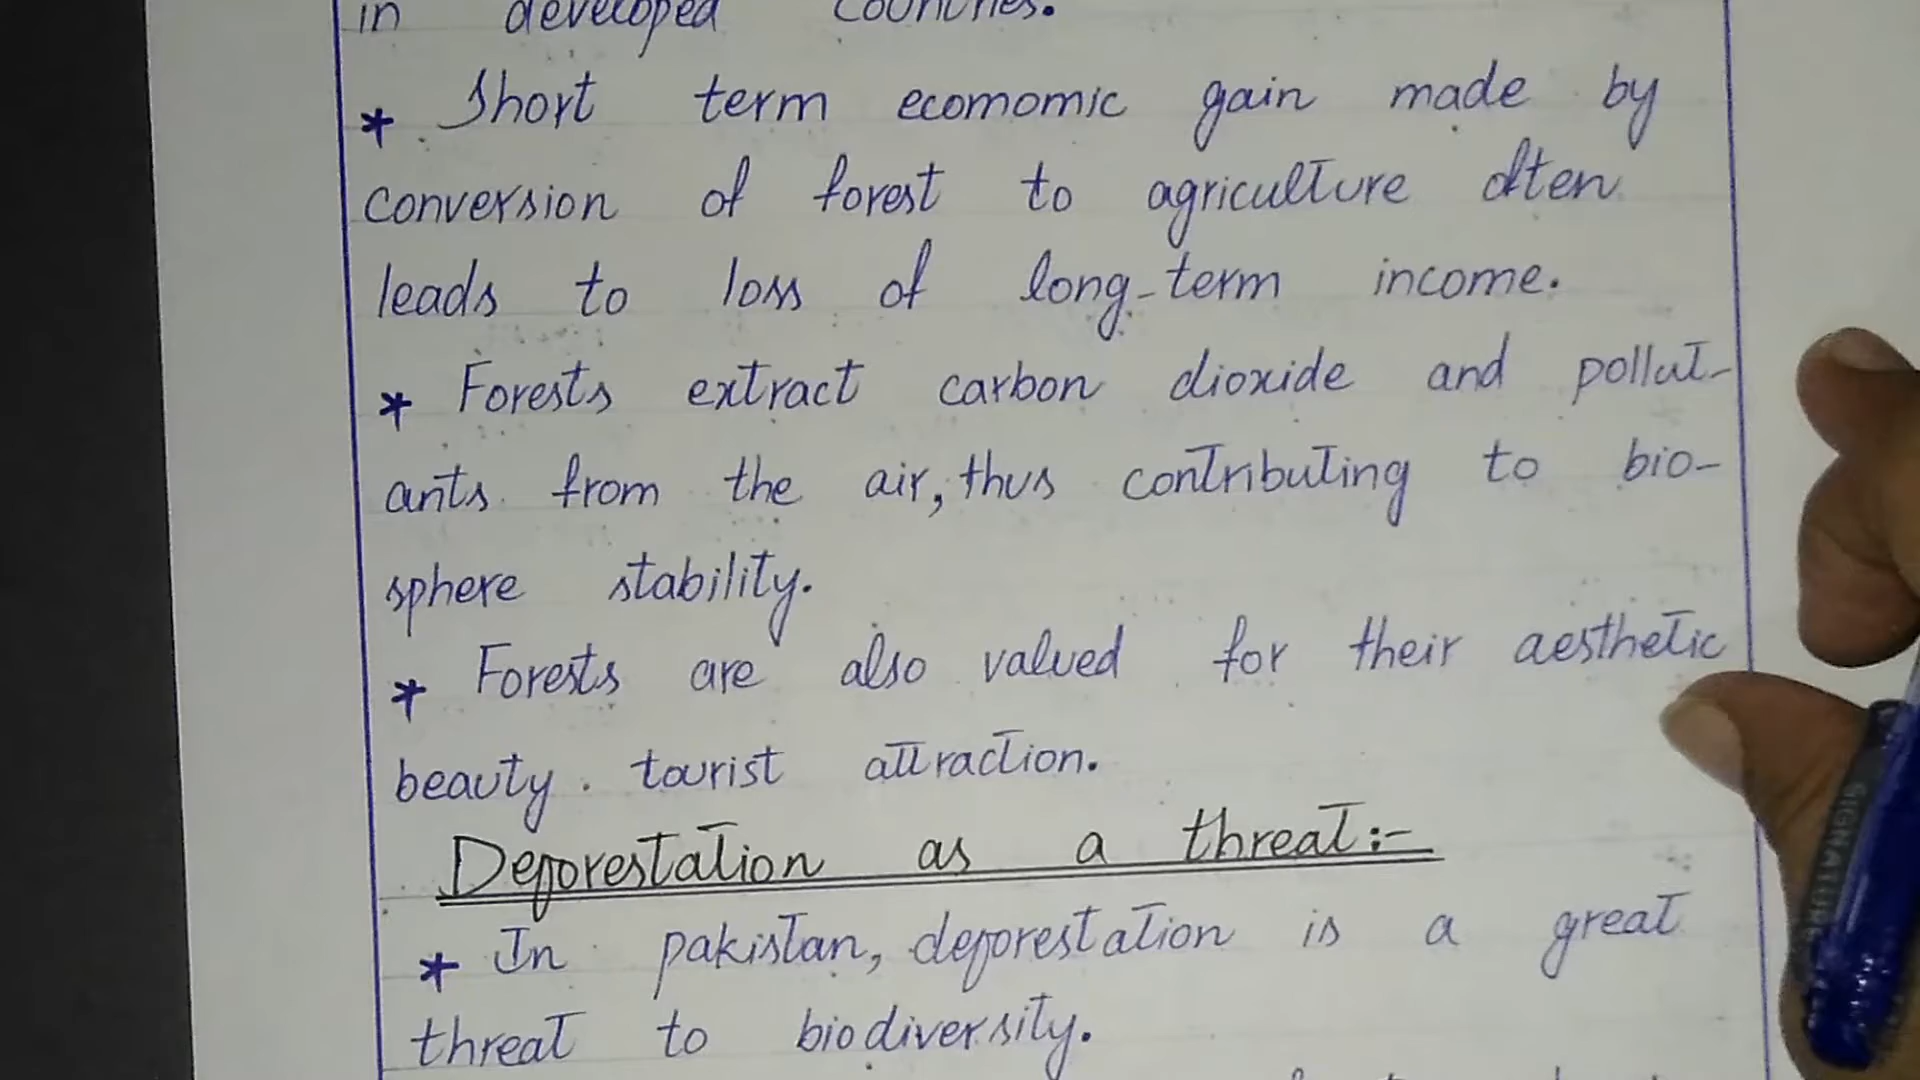 in developed countries.
* Short term ecomomic gain made by
conversion of forest to agriculture often
leads to loss of long-term income.
* Forests extract carbon dioxide and pollut-
ants from the air, thus contributing to bio-
sphere stability.
* Forests are also valued for their aesthetic
beauty. tourist attraction.
Deforestation as a threat:-
* In pakistan, deforestation is a great
threat to biodiversity.
SIGNATURE